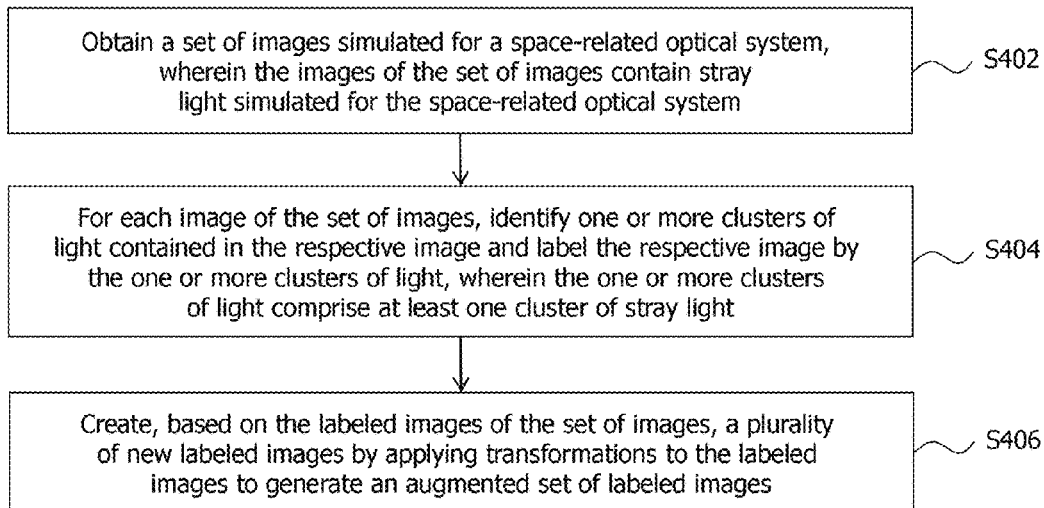 Obtain a set of images simulated for a space-related optical system,
wherein the images of the set of images contain stray
light simulated for the space-related optical system
S402
For each image of the set of images, identify one or more clusters of
light contained in the respective image and label the respective image by
the one or more clusters of light, wherein the one or more clusters
of light comprise at least one cluster of stray light
S404
Create, based on the labeled images of the set of images, a plurality
of new labeled images by applying transformations to the labeled
images to generate an augmented set of labeled images
S406